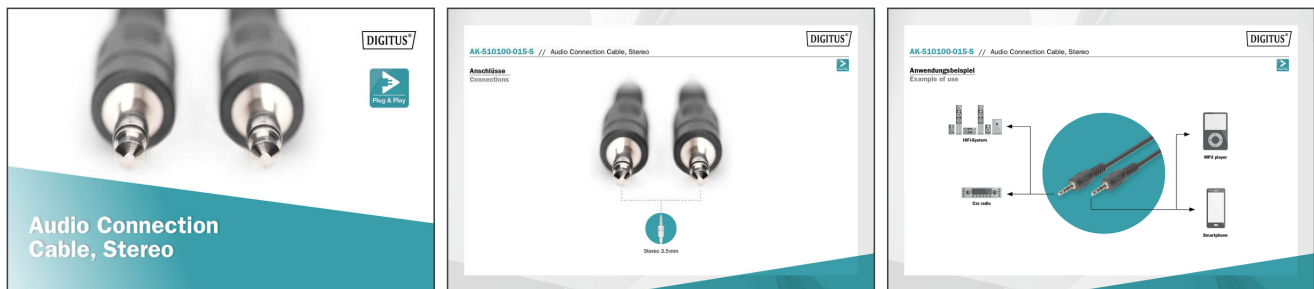 DIGITUS®
Plug & Play
Audio Connection
Cable, Stereo
DIGITUS®
AK-510100-015-S // Audio Connection Cable, Stereo
Anschlüsse
Connections
Stereo 3.5mm
DIGITUS®
AK-510100-015-S // Audio Connection Cable, Stereo
Anwendungsbeispiel
Example of use
HiFi-System
MP3 player
Car radio
Smartphone